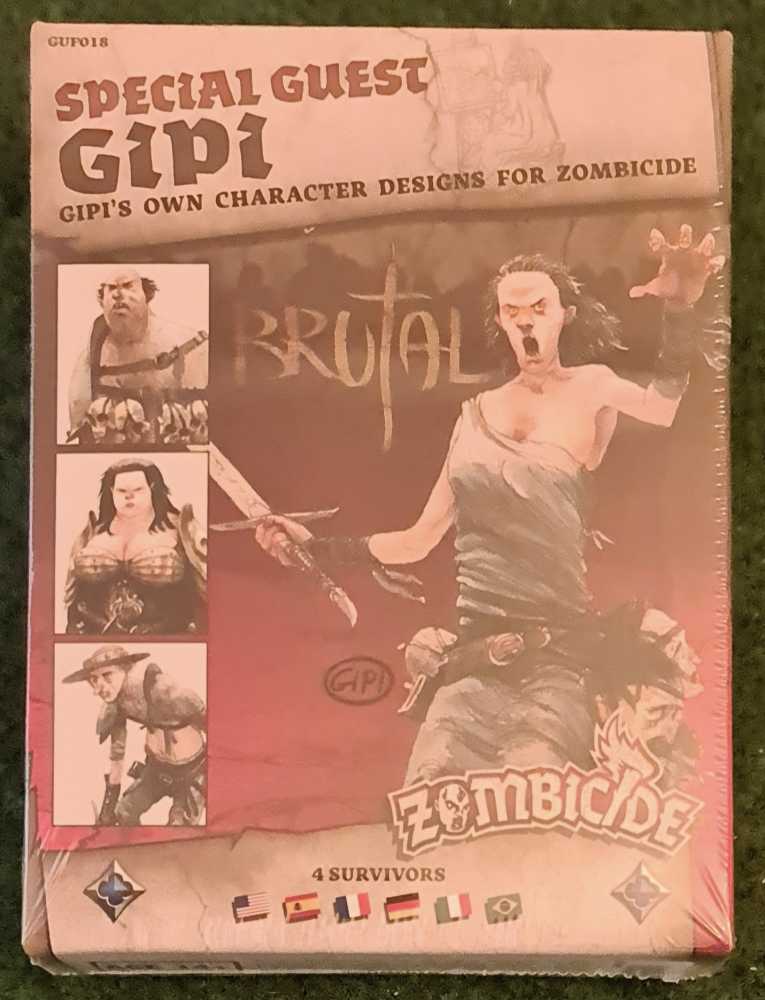 GUF018
SPECIAL GUEST
GIPI
GIPI'S OWN CHARACTER DESIGNS FOR ZOMBICIDE
BRUTAL
GIPI
ZOMBICIDE
4 SURVIVORS